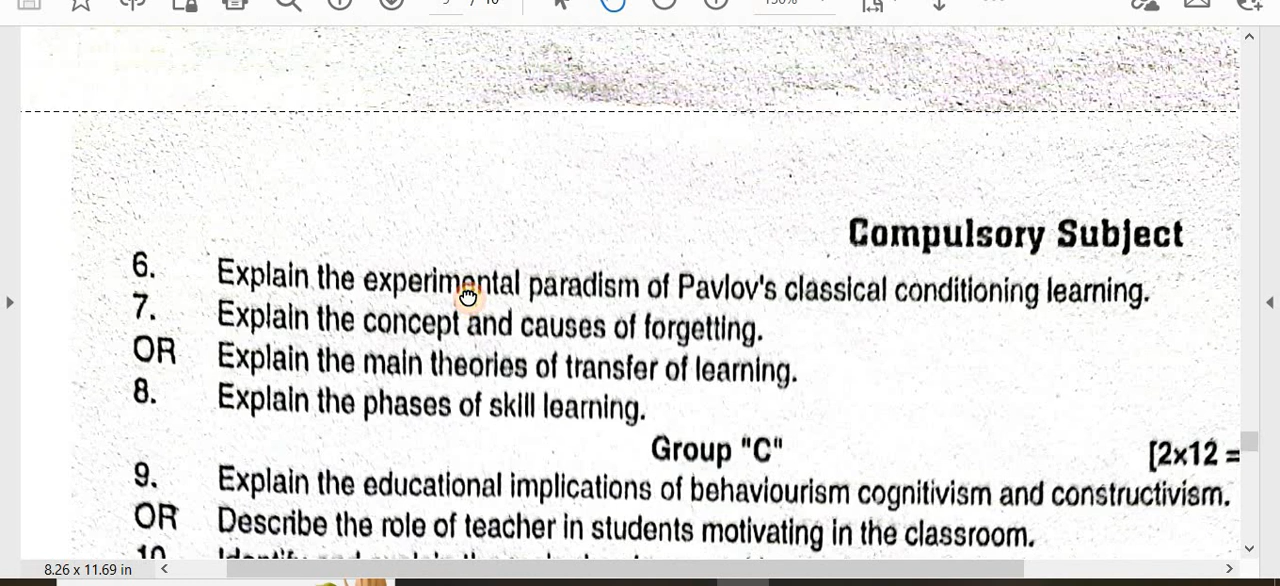 Compulsory Subject
6. Explain the experimental paradism of Pavlov's classical conditioning learning.
7. Explain the concept and causes of forgetting.
OR Explain the main theories of transfer of learning.
8. Explain the phases of skill learning.
Group "C" [2x12 =
9. Explain the educational implications of behaviourism cognitivism and constructivism.
OR Describe the role of teacher in students motivating in the classroom.
10.
8.26 x 11.69 in